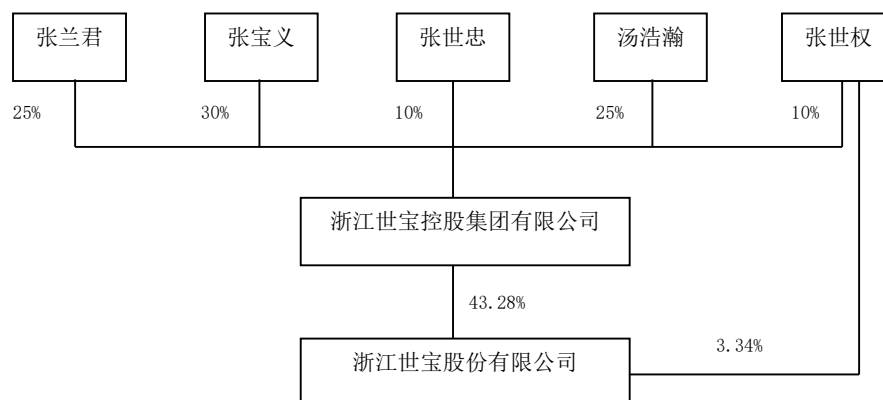 张兰君
张宝义
张世忠
汤浩瀚
张世权
25%
30%
10%
25%
10%
浙江世宝控股集团有限公司
43.28%
3.34%
浙江世宝股份有限公司